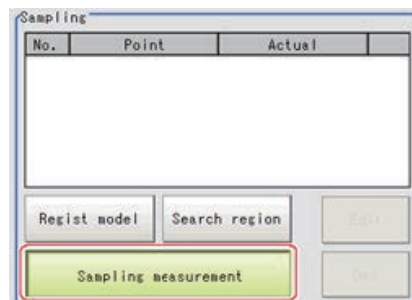 Sampling
No. Point Actual
Regist model Search region Edit
Sampling measurement Del